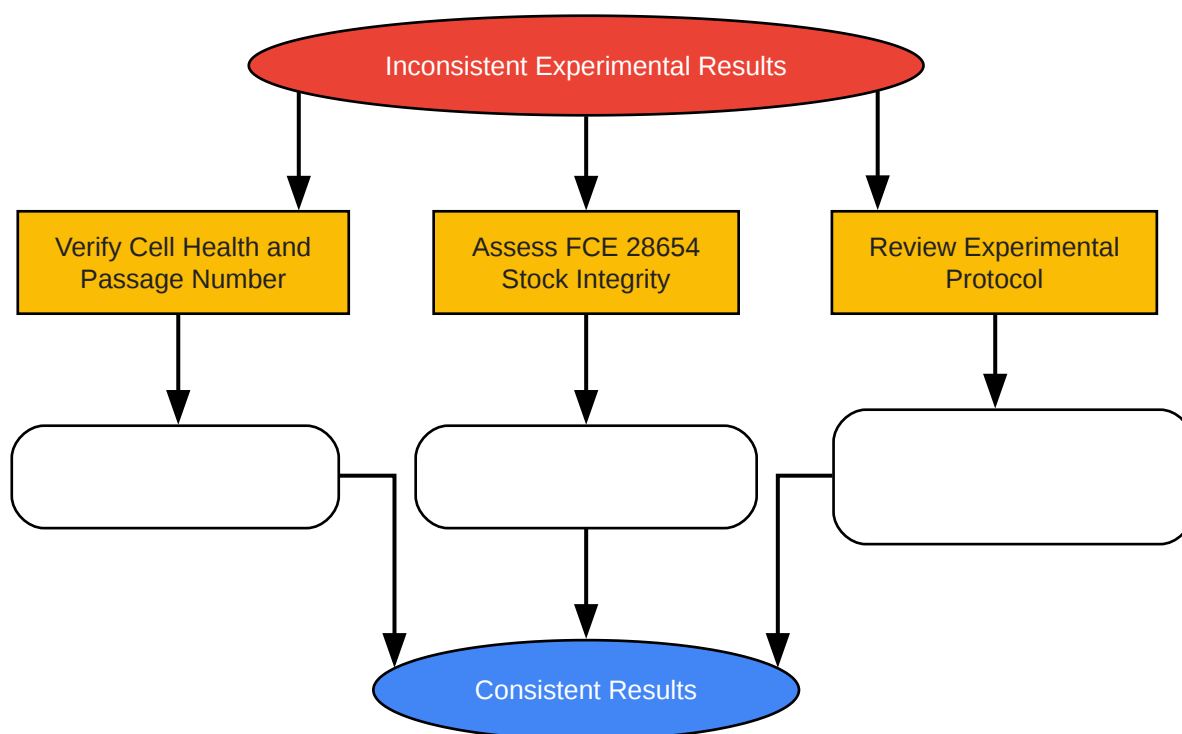 Inconsistent Experimental Results
Verify Cell Health and
Passage Number
Assess FCE 28654
Stock Integrity
Review Experimental
Protocol
Consistent Results